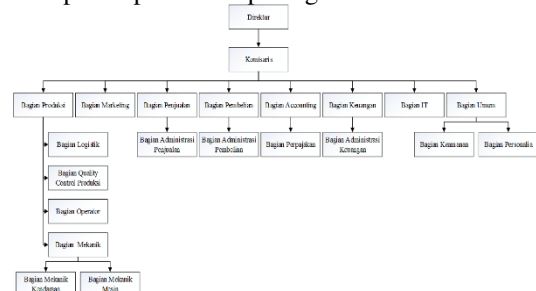 Direktur
Komisaris
Bagian Produksi
Bagian Marketing
Bagian Penjualan
Bagian Pembelian
Bagian Accounting
Bagian Keuangan
Bagian IT
Bagian Umum
Bagian Logistik
Bagian Administrasi
Penjualan
Bagian Administrasi
Pembelian
Bagian Perpajakan
Bagian Administrasi
Keuangan
Bagian Keamanan
Bagian Personalia
Bagian Quality
Control Produksi
Bagian Operator
Bagian Mekanik
Bagian Mekanik
Kendaraan
Bagian Mekanik
Mesin